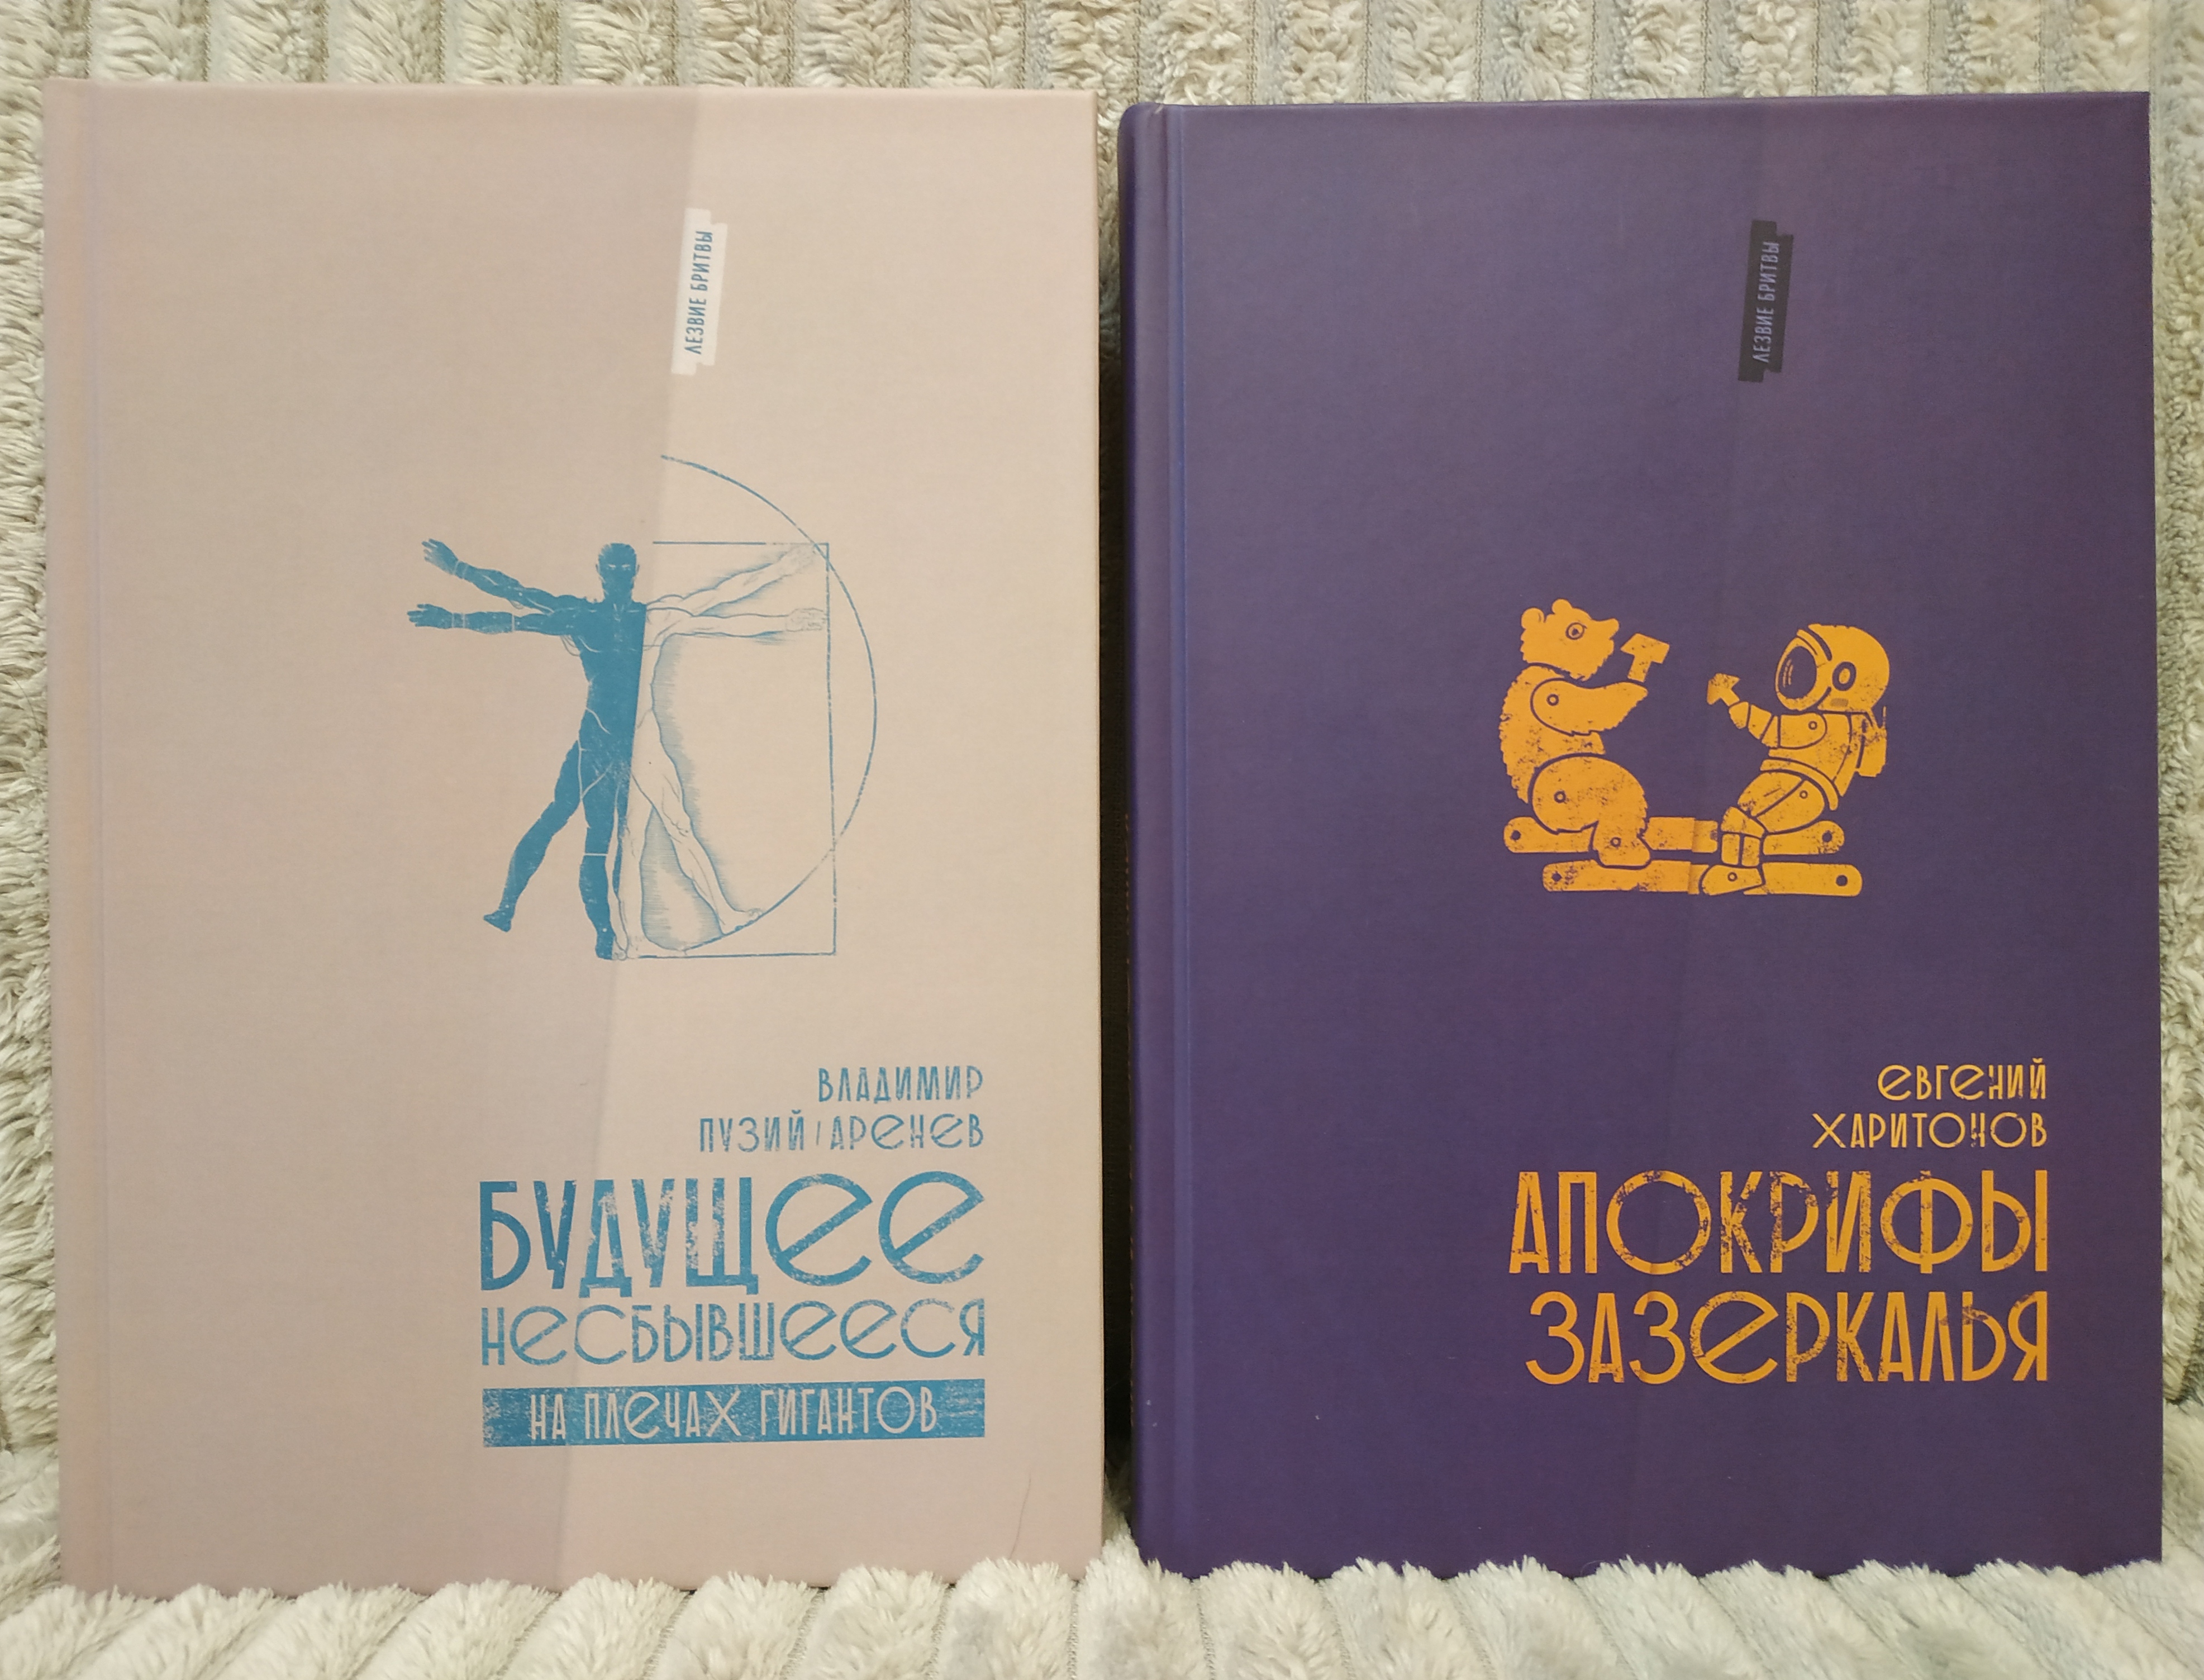 ЛЕЗВИЕ БРИТВЫ
ВЛАДИМИР
ПУЗИЙ / АРЕНЕВ
БУДУЩЕЕ
НЕСБЫВШЕЕСЯ
НА ПЛЕЧАХ ГИГАНТОВ
ЛЕЗВИЕ БРИТВЫ
ЕВГЕНИЙ
ХАРИТОНОВ
АПОКРИФЫ
ЗАЗЕРКАЛЬЯ